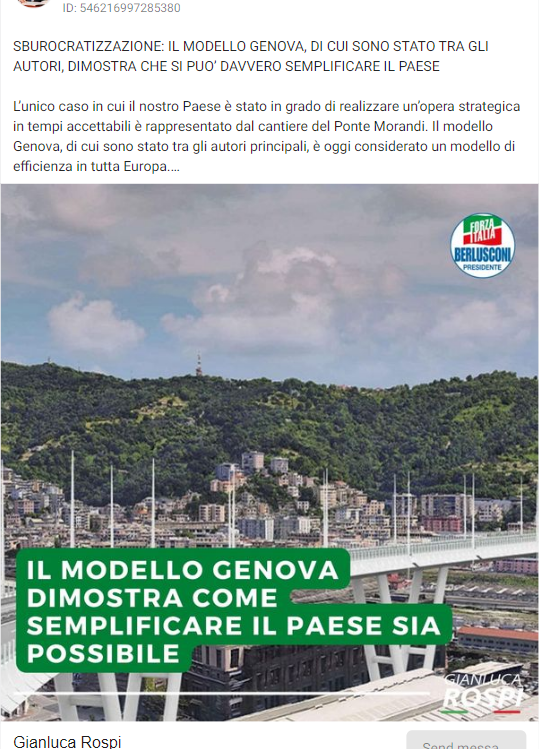 ID: 546216997285380
SBUROCRATIZZAZIONE: IL MODELLO GENOVA, DI CUI SONO STATO TRA GLI
AUTORI, DIMOSTRA CHE SI PUO’ DAVVERO SEMPLIFICARE IL PAESE
L’unico caso in cui il nostro Paese è stato in grado di realizzare un’opera strategica
in tempi accettabili è rappresentato dal cantiere del Ponte Morandi. Il modello
Genova, di cui sono stato tra gli autori principali, è oggi considerato un modello di
efficienza in tutta Europa....
FORZA
ITALIA
BERLUSCONI
PRESIDENTE
IL MODELLO GENOVA
DIMOSTRA COME
SEMPLIFICARE IL PAESE SIA
POSSIBILE
GIANLUCA
ROSPI
Gianluca Rospi
Send messa...